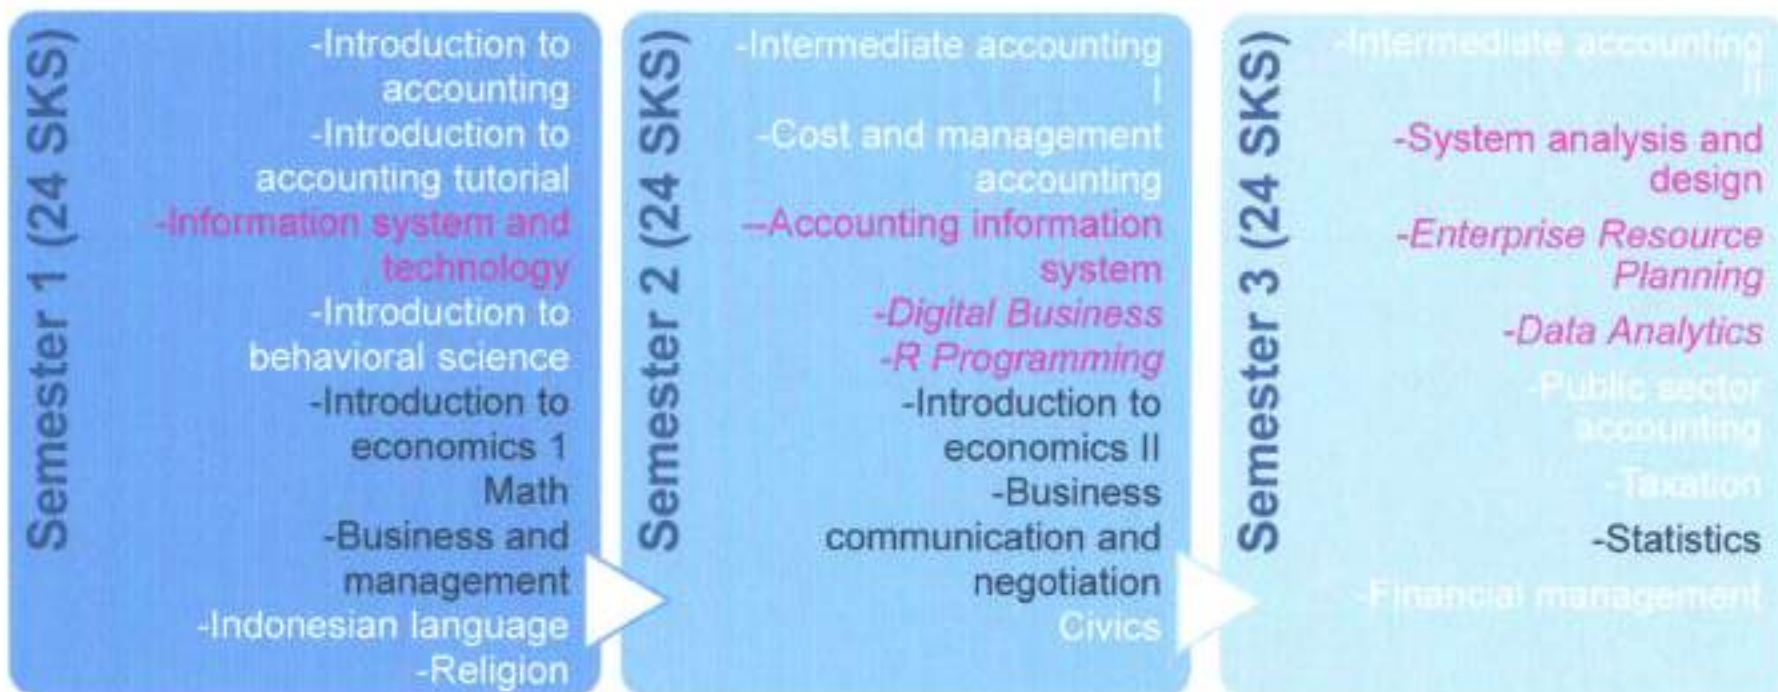 Semester 1 (24 SKS)
-Introduction to
accounting
-Introduction to
accounting tutorial
-Information system and
technology
-Introduction to
behavioral science
-Introduction to
economics 1
Math
-Business and
management
-Indonesian language
-Religion
Semester 2 (24 SKS)
-Intermediate accounting
I
-Cost and management
accounting
–Accounting information
system
-Digital Business
-R Programming
-Introduction to
economics II
-Business
communication and
negotiation
Civics
Semester 3 (24 SKS)
-Intermediate accounting
II
-System analysis and
design
-Enterprise Resource
Planning
-Data Analytics
-Public sector
accounting
-Taxation
-Statistics
-Financial management